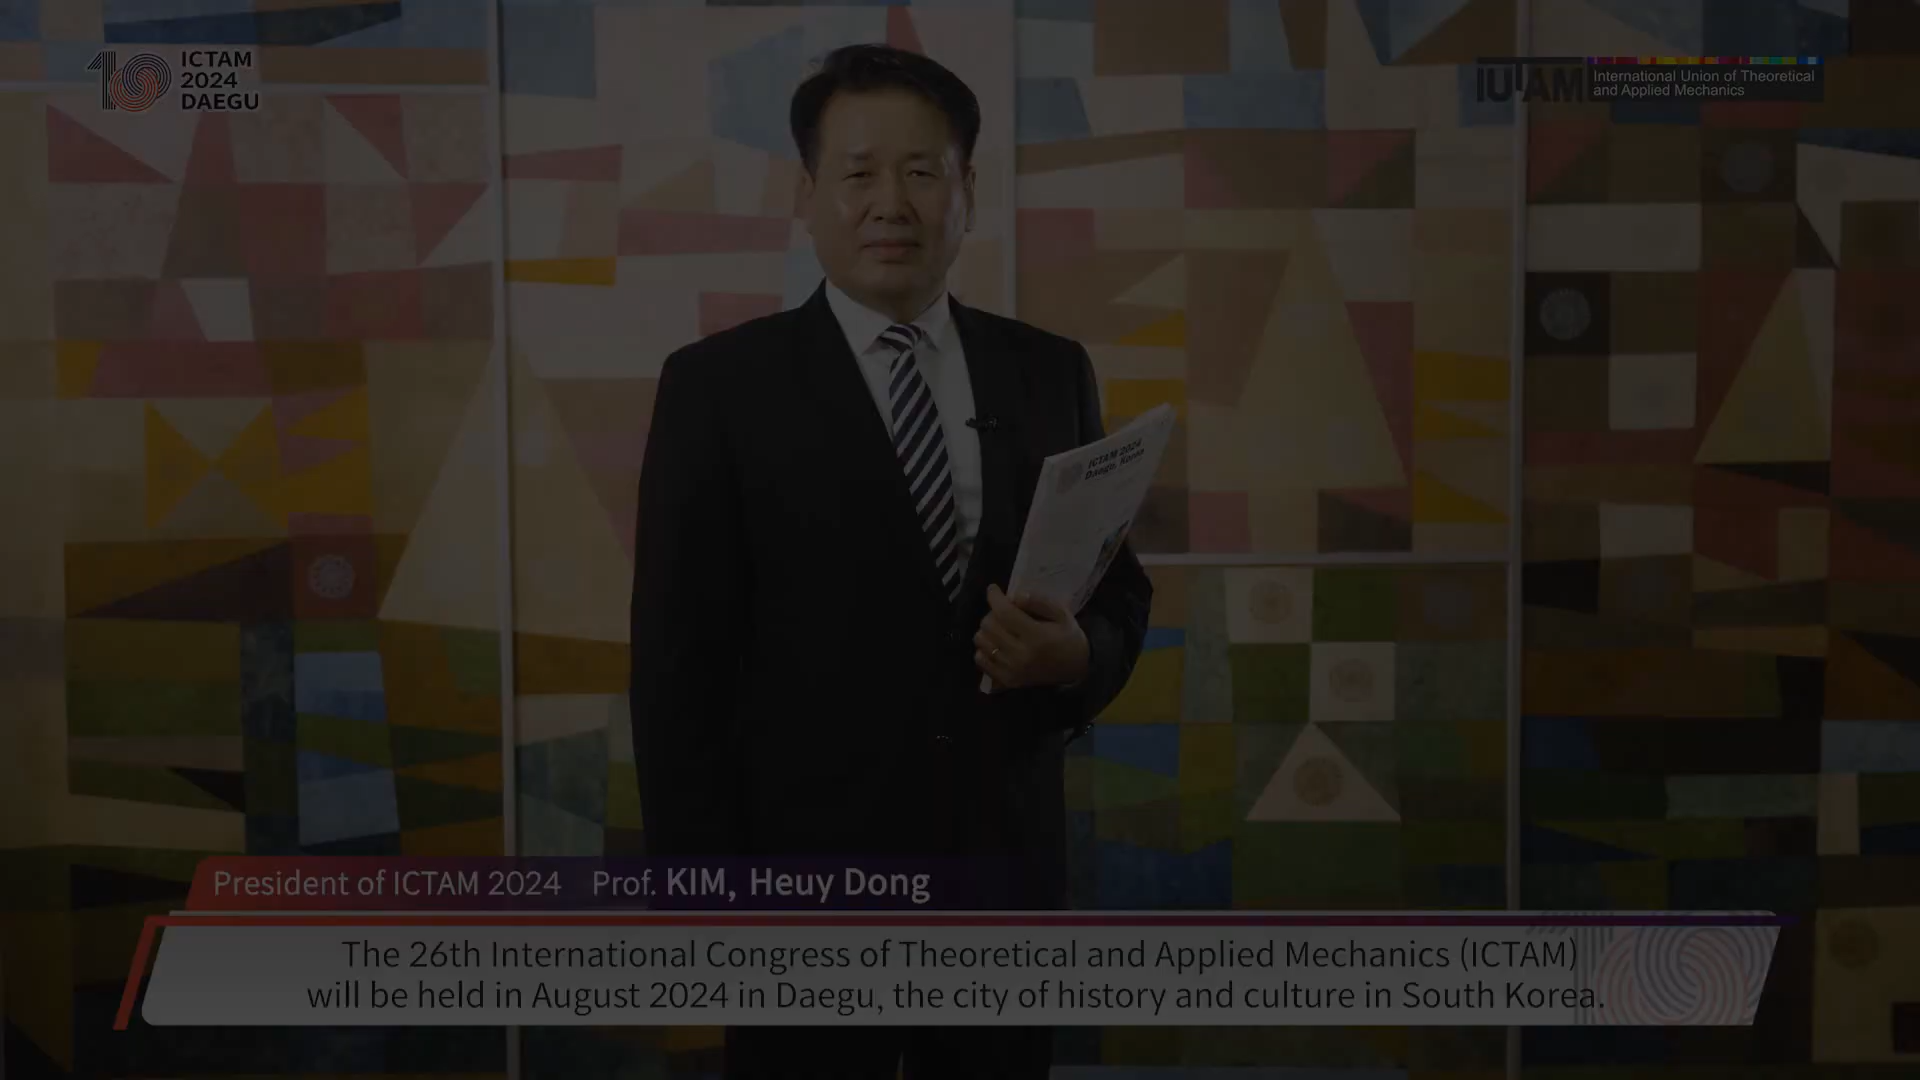 ICTAM
2024
DAEGU
IUTAM
International Union of Theoretical
and Applied Mechanics
ICTAM 2024
Daegu, Korea
President of ICTAM 2024 Prof. KIM, Heuy Dong
The 26th International Congress of Theoretical and Applied Mechanics (ICTAM)
will be held in August 2024 in Daegu, the city of history and culture in South Korea.